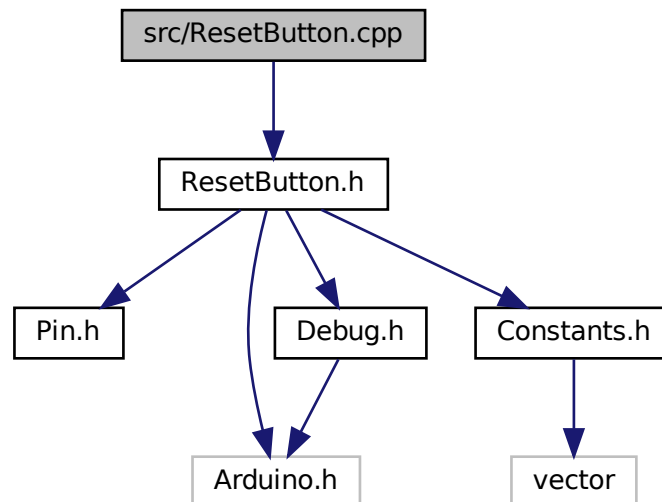 src/ResetButton.cpp
ResetButton.h
Pin.h
Debug.h
Constants.h
Arduino.h
vector